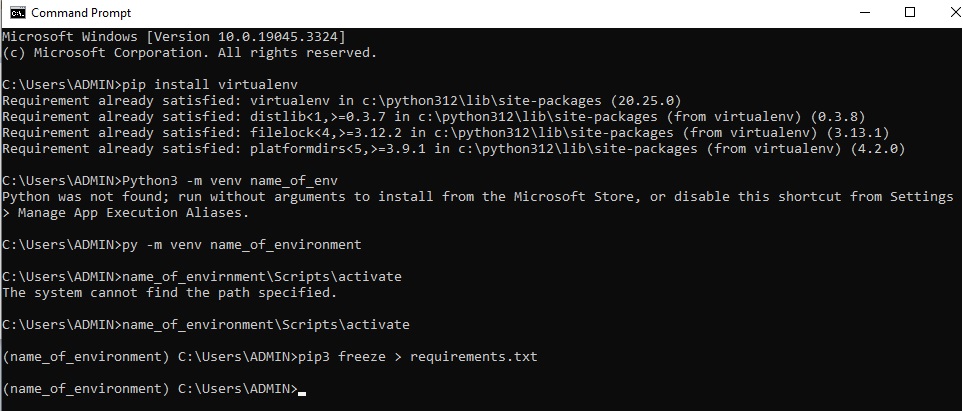 Command Prompt
Microsoft Windows [Version 10.0.19045.3324]
(c) Microsoft Corporation. All rights reserved.
C:\Users\ADMIN>pip install virtualenv
Requirement already satisfied: virtualenv in c:\python312\lib\site-packages (20.25.0)
Requirement already satisfied: distlib<1,>=0.3.7 in c:\python312\lib\site-packages (from virtualenv) (0.3.8)
Requirement already satisfied: filelock<4,>=3.12.2 in c:\python312\lib\site-packages (from virtualenv) (3.13.1)
Requirement already satisfied: platformdirs<5,>=3.9.1 in c:\python312\lib\site-packages (from virtualenv) (4.2.0)
C:\Users\ADMIN>Python3 -m venv name_of_env
Python was not found; run without arguments to install from the Microsoft Store, or disable this shortcut from Settings
> Manage App Execution Aliases.
C:\Users\ADMIN>py -m venv name_of_environment
C:\Users\ADMIN>name_of_envirnment\Scripts\activate
The system cannot find the path specified.
C:\Users\ADMIN>name_of_environment\Scripts\activate
(name_of_environment) C:\Users\ADMIN>pip3 freeze > requirements.txt
(name_of_environment) C:\Users\ADMIN>